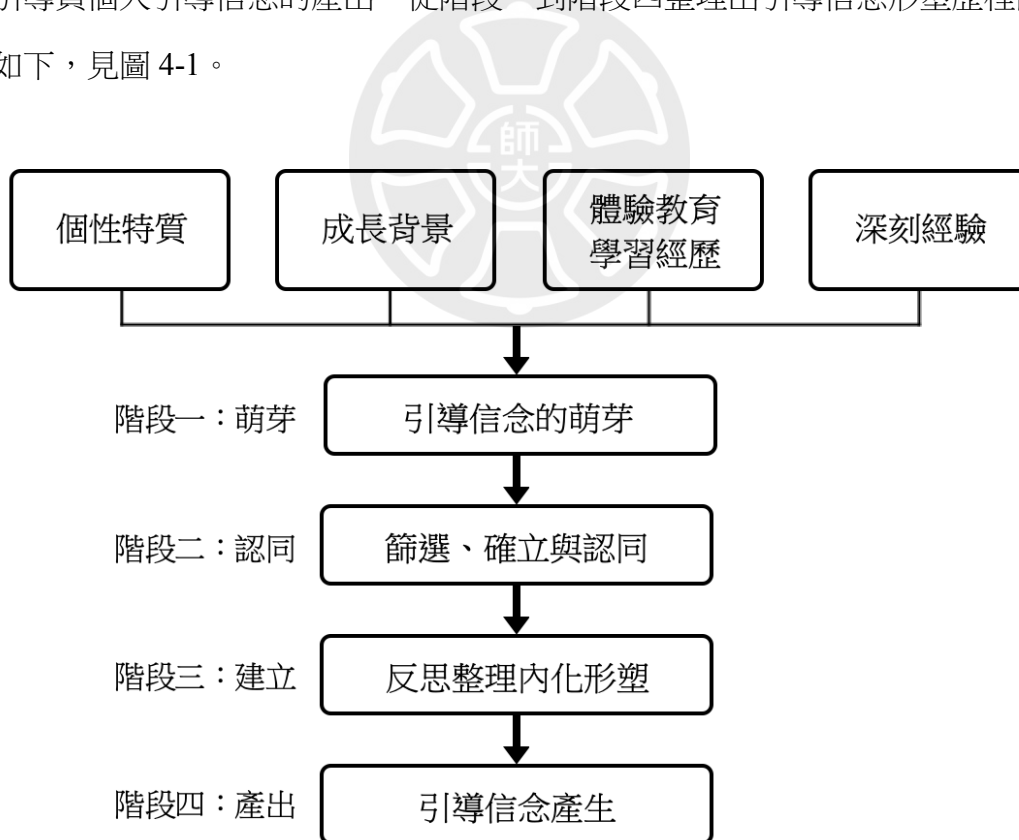 引導員個人引導信念的產出
到階段四整理出引導信念形塑歷程
如下，見圖 4-1。
師大
個性特質
成長背景
體驗教育
學習經歷
深刻經驗
階段一：萌芽
引導信念的萌芽
階段二：認同
篩選、確立與認同
階段三：建立
反思整理內化形塑
階段四：產出
引導信念產生